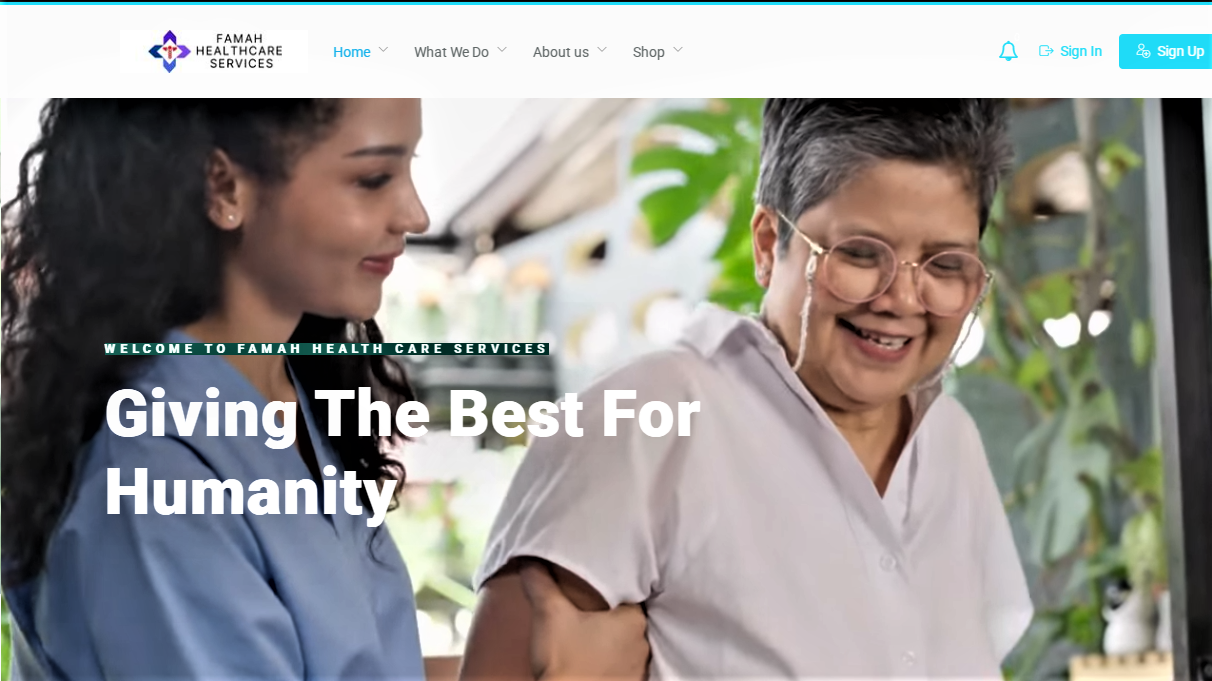 FAMAH
HEALTHCARE
SERVICES
Home
What We Do
About us
Shop
Sign In
Sign Up
WELCOME TO FAMAH HEALTH CARE SERVICES
Giving The Best For
Humanity